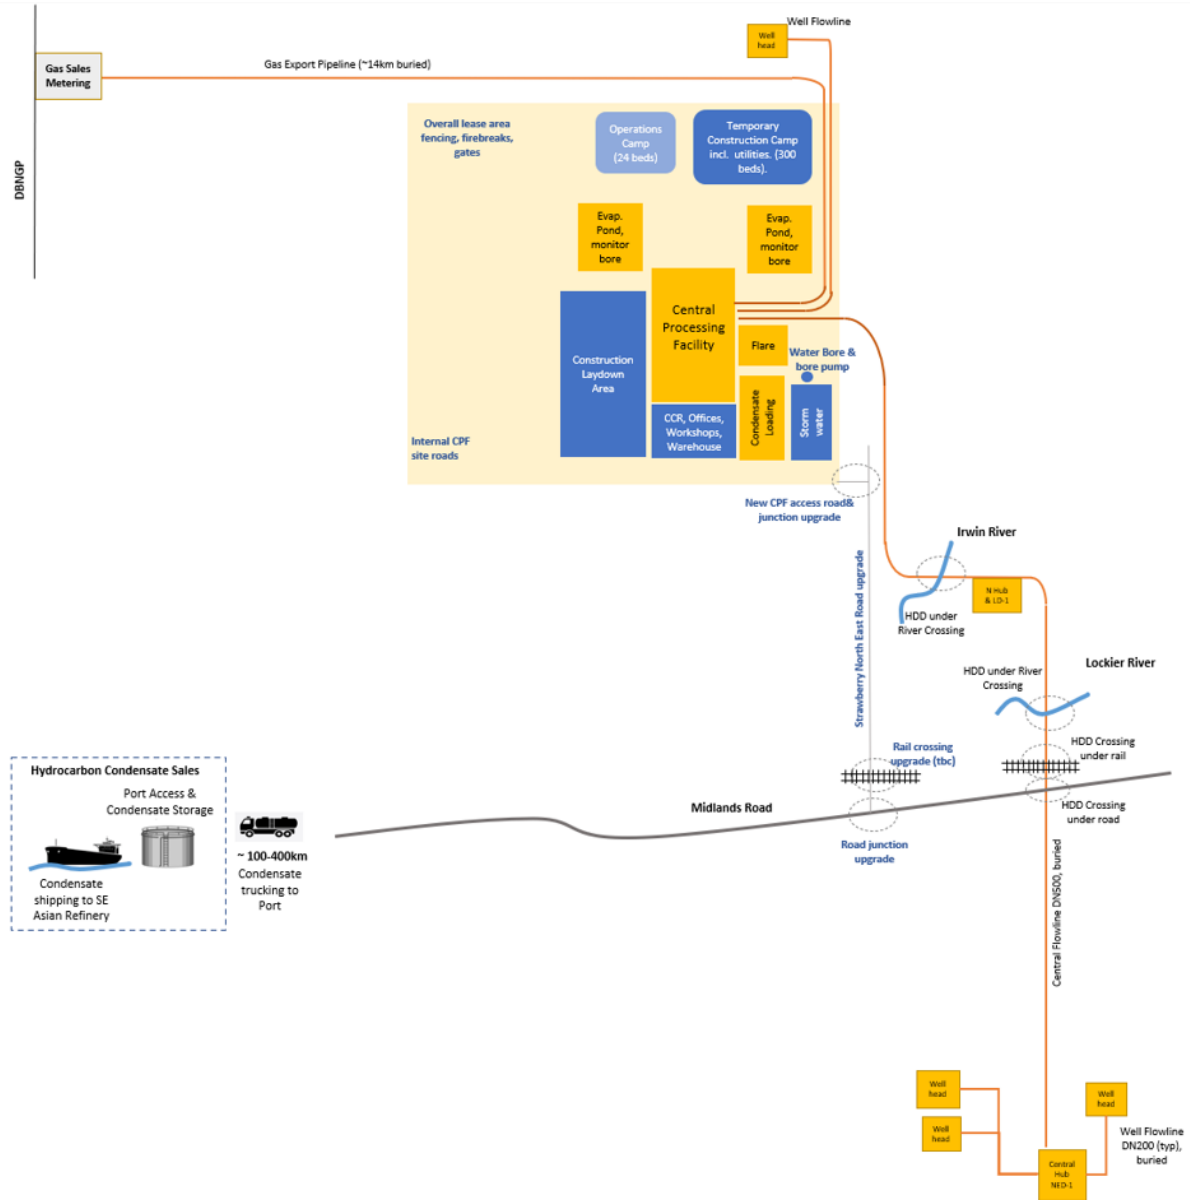 Well Flowline
Well
head
Gas Sales
Metering
Gas Export Pipeline (~14km buried)
DBNGP
Overall lease area
fencing, firebreaks,
gates
Operations
Camp
(24 beds)
Temporary
Construction Camp
incl. utilities. (300
beds).
Evap.
Pond,
monitor
bore
Evap.
Pond,
monitor
bore
Central
Processing
Facility
Construction
Laydown
Area
Flare
Water Bore &
bore pump
Condensate
Loading
Storm
water
CCR, Offices,
Workshops,
Warehouse
Internal CPF
site roads
New CPF access road&
junction upgrade
Irwin River
N Hub
& LD-1
HDD under
River Crossing
Strawberry North East Road upgrade
HDD under River
Crossing
Lockier River
Rail crossing
upgrade (tbc)
HDD Crossing
under rail
HDD Crossing
under road
Midlands Road
Road junction
upgrade
Hydrocarbon Condensate Sales
Port Access &
Condensate Storage
Condensate
shipping to SE
Asian Refinery
~ 100-400km
Condensate
trucking to
Port
Central Flowline DN500, buried
Well
head
Well
head
Well
head
Well Flowline
DN200 (typ),
buried
Central
Hub
NED-1